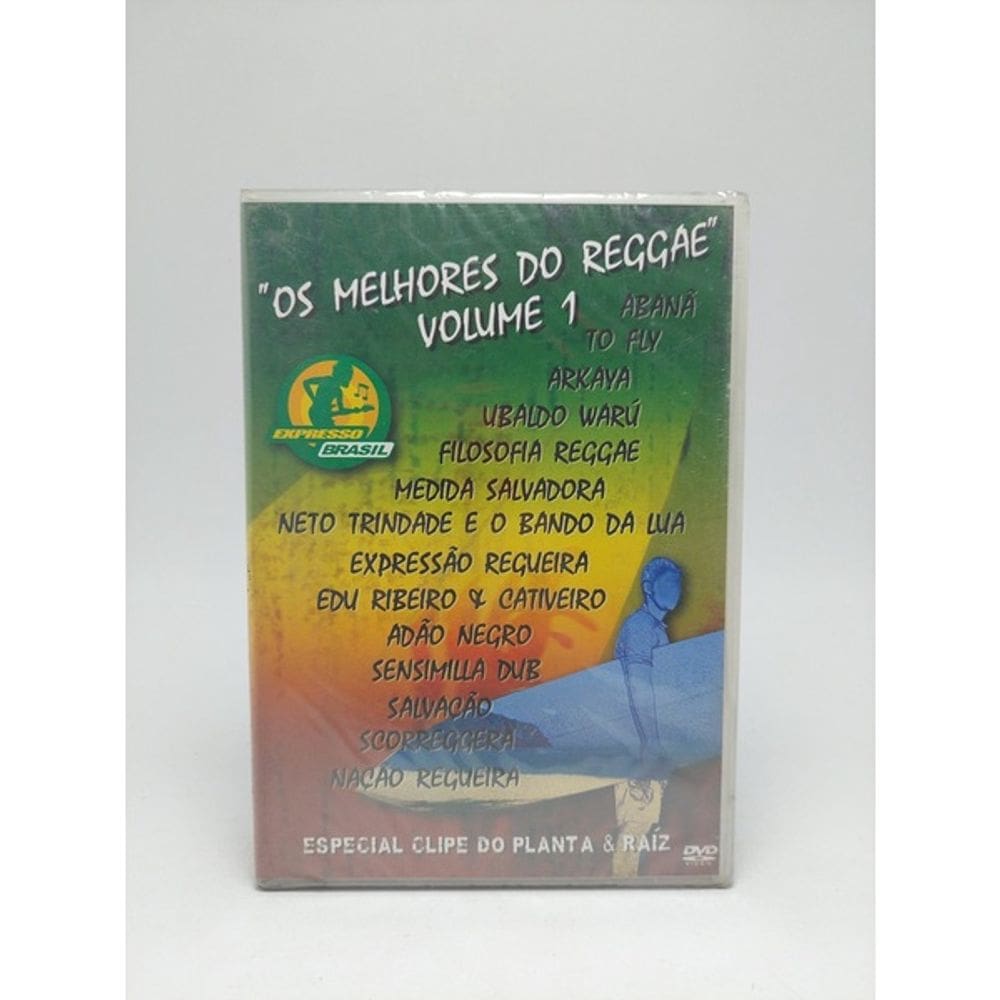 "OS MELHORES DO REGGAE"
VOLUME 1
ABANÃ
TO FLY
ARKAYA
UBALDO WARÚ
FILOSOFIA REGGAE
MEDIDA SALVADORA
NETO TRINDADE E O BANDO DA LUA
EXPRESSÃO REGUEIRA
EDU RIBEIRO & CATIVEIRO
ADÃO NEGRO
SENSIMILLA DUB
SALVAÇÃO
SCORREGGERA
NAÇÃO REGUEIRA
EXPRESSO
BRASIL
ESPECIAL CLIPE DO PLANTA & RAÍZ
DVD
VIDEO